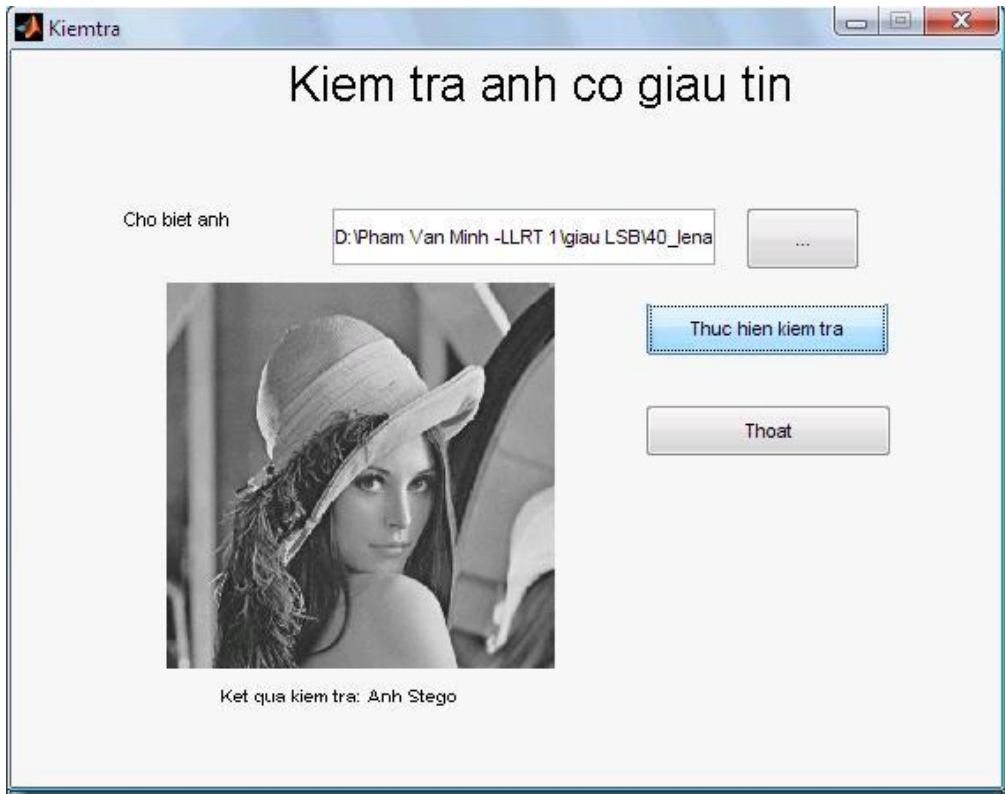 Kiemtra
Kiem tra anh co giau tin
Cho biet anh
D:\Pham Van Minh -LLRT 1\giau LSB\40_lena
...
Thuc hien kiem tra
Thoat
Ket qua kiem tra: Anh Stego